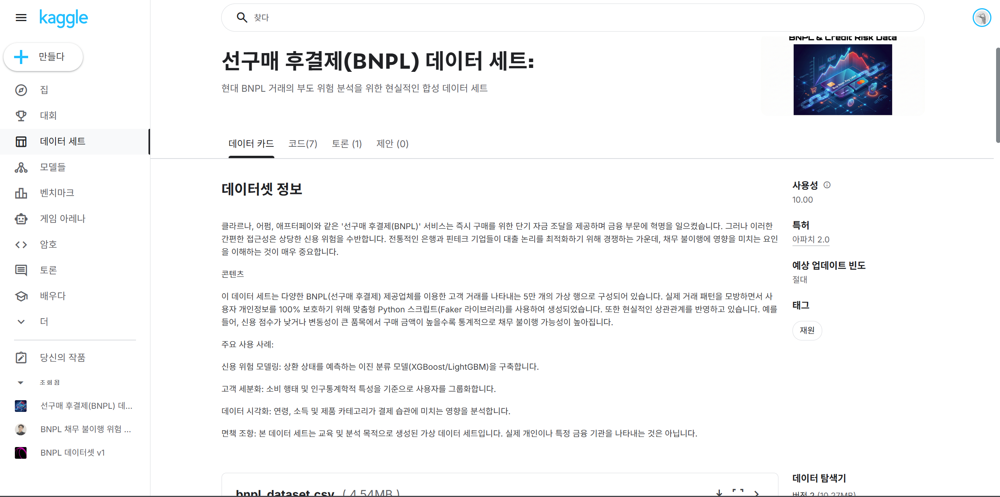 kaggle
찾다
만들다
집
대회
데이터 세트
모델들
벤치마크
게임 아레나
암호
토론
배우다
더
당신의 작품
조회됨
선구매 후결제(BNPL) 데...
BNPL 채무 불이행 위험 ...
BNPL 데이터셋 v1
선구매 후결제(BNPL) 데이터 세트:
현대 BNPL 거래의 부도 위험 분석을 위한 현실적인 합성 데이터 세트
BNPL & Credit Risk Data
risk
Buy Now, Pay Later
Klarna.
affirm
데이터 카드
코드(7)
토론 (1)
제안 (0)
데이터셋 정보
클라르나, 어펌, 애프터페이와 같은 '선구매 후결제(BNPL)' 서비스는 즉시 구매를 위한 단기 자금 조달을 제공하며 금융 부문에 혁명을 일으켰습니다. 그러나 이러한
간편한 접근성은 상당한 신용 위험을 수반합니다. 전통적인 은행과 핀테크 기업들이 대출 논리를 최적화하기 위해 경쟁하는 가운데, 채무 불이행에 영향을 미치는 요인
을 이해하는 것이 매우 중요합니다.
콘텐츠
이 데이터 세트는 다양한 BNPL(선구매 후결제) 제공업체를 이용한 고객 거래를 나타내는 5만 개의 가상 행으로 구성되어 있습니다. 실제 거래 패턴을 모방하면서 사
용자 개인정보를 100% 보호하기 위해 맞춤형 Python 스크립트(Faker 라이브러리)를 사용하여 생성되었습니다. 또한 현실적인 상관관계를 반영하고 있습니다. 예를
들어, 신용 점수가 낮거나 변동성이 큰 품목에서 구매 금액이 높을수록 통계적으로 채무 불이행 가능성이 높아집니다.
주요 사용 사례:
신용 위험 모델링: 상환 상태를 예측하는 이진 분류 모델(XGBoost/LightGBM)을 구축합니다.
고객 세분화: 소비 행태 및 인구통계학적 특성을 기준으로 사용자를 그룹화합니다.
데이터 시각화: 연령, 소득 및 제품 카테고리가 결제 습관에 미치는 영향을 분석합니다.
면책 조항: 본 데이터 세트는 교육 및 분석 목적으로 생성된 가상 데이터 세트입니다. 실제 개인이나 특정 금융 기관을 나타내는 것은 아닙니다.
사용성
10.00
특허
아파치 2.0
예상 업데이트 빈도
절대
태그
재원
bnpl_dataset.csv ( 4.54MB )
데이터 탐색기
버전 2 (10.27MB)